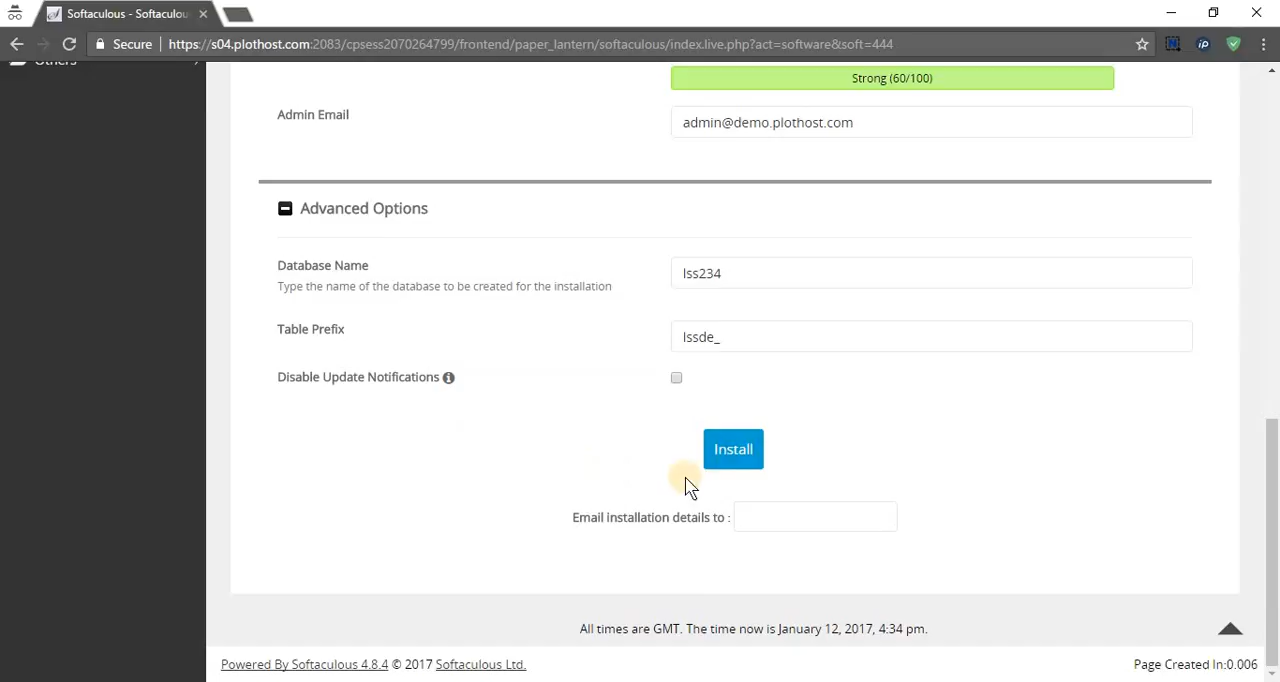 Softaculous - Softaculou
Secure https://s04.plothost.com:2083/cpsess2070264799/frontend/paper_lantern/softaculous/index.live.php?act=software&soft=444
Others
Strong (60/100)
Admin Email
admin@demo.plothost.com
Advanced Options
Database Name
lss234
Type the name of the database to be created for the installation
Table Prefix
lssde_
Disable Update Notifications
Install
Email installation details to :
All times are GMT. The time now is January 12, 2017, 4:34 pm.
Powered By Softaculous 4.8.4 © 2017 Softaculous Ltd.
Page Created In:0.006